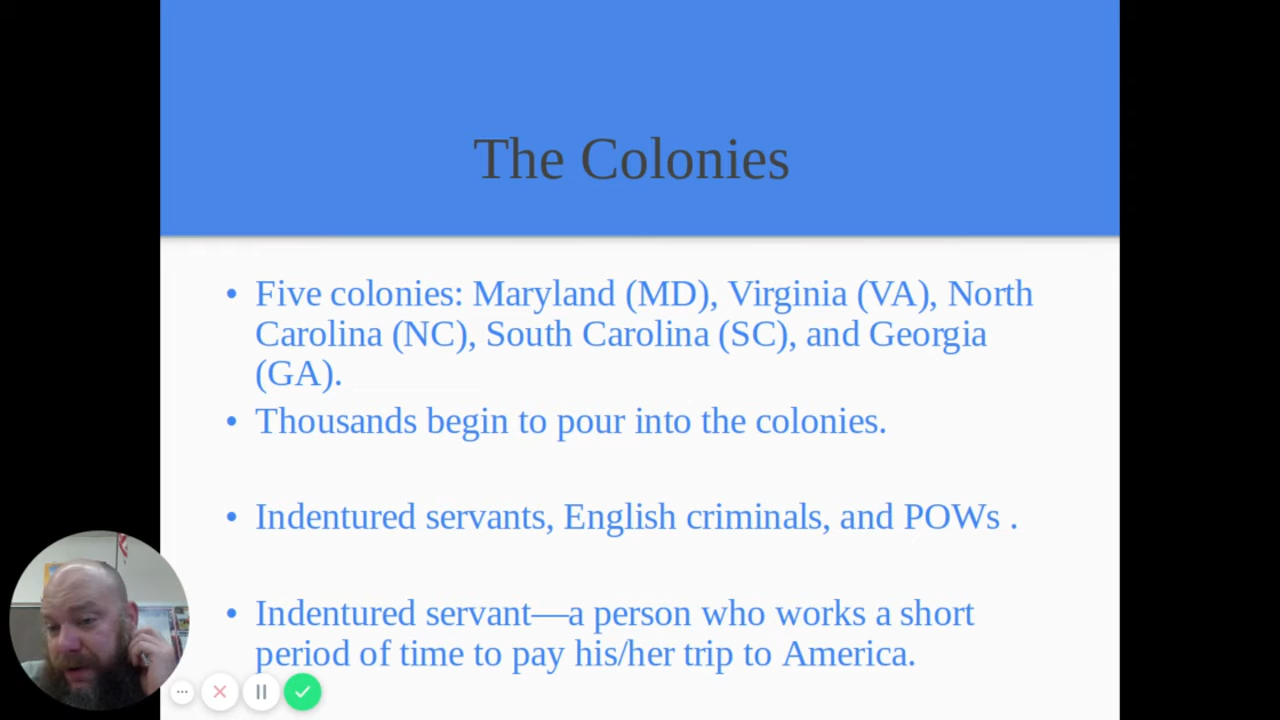 The Colonies
• Five colonies: Maryland (MD), Virginia (VA), North
Carolina (NC), South Carolina (SC), and Georgia
(GA).
• Thousands begin to pour into the colonies.
• Indentured servants, English criminals, and POWs .
• Indentured servant—a person who works a short
period of time to pay his/her trip to America.